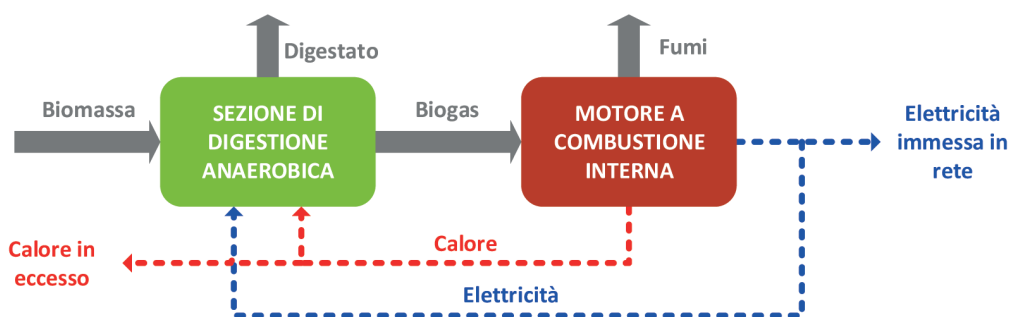 Biomassa
Digestato
SEZIONE DI
DIGESTIONE
ANAEROBICA
Biogas
Fumi
MOTORE A
COMBUSTIONE
INTERNA
Elettricità
immessa in
rete
Calore in
eccesso
Calore
Elettricità